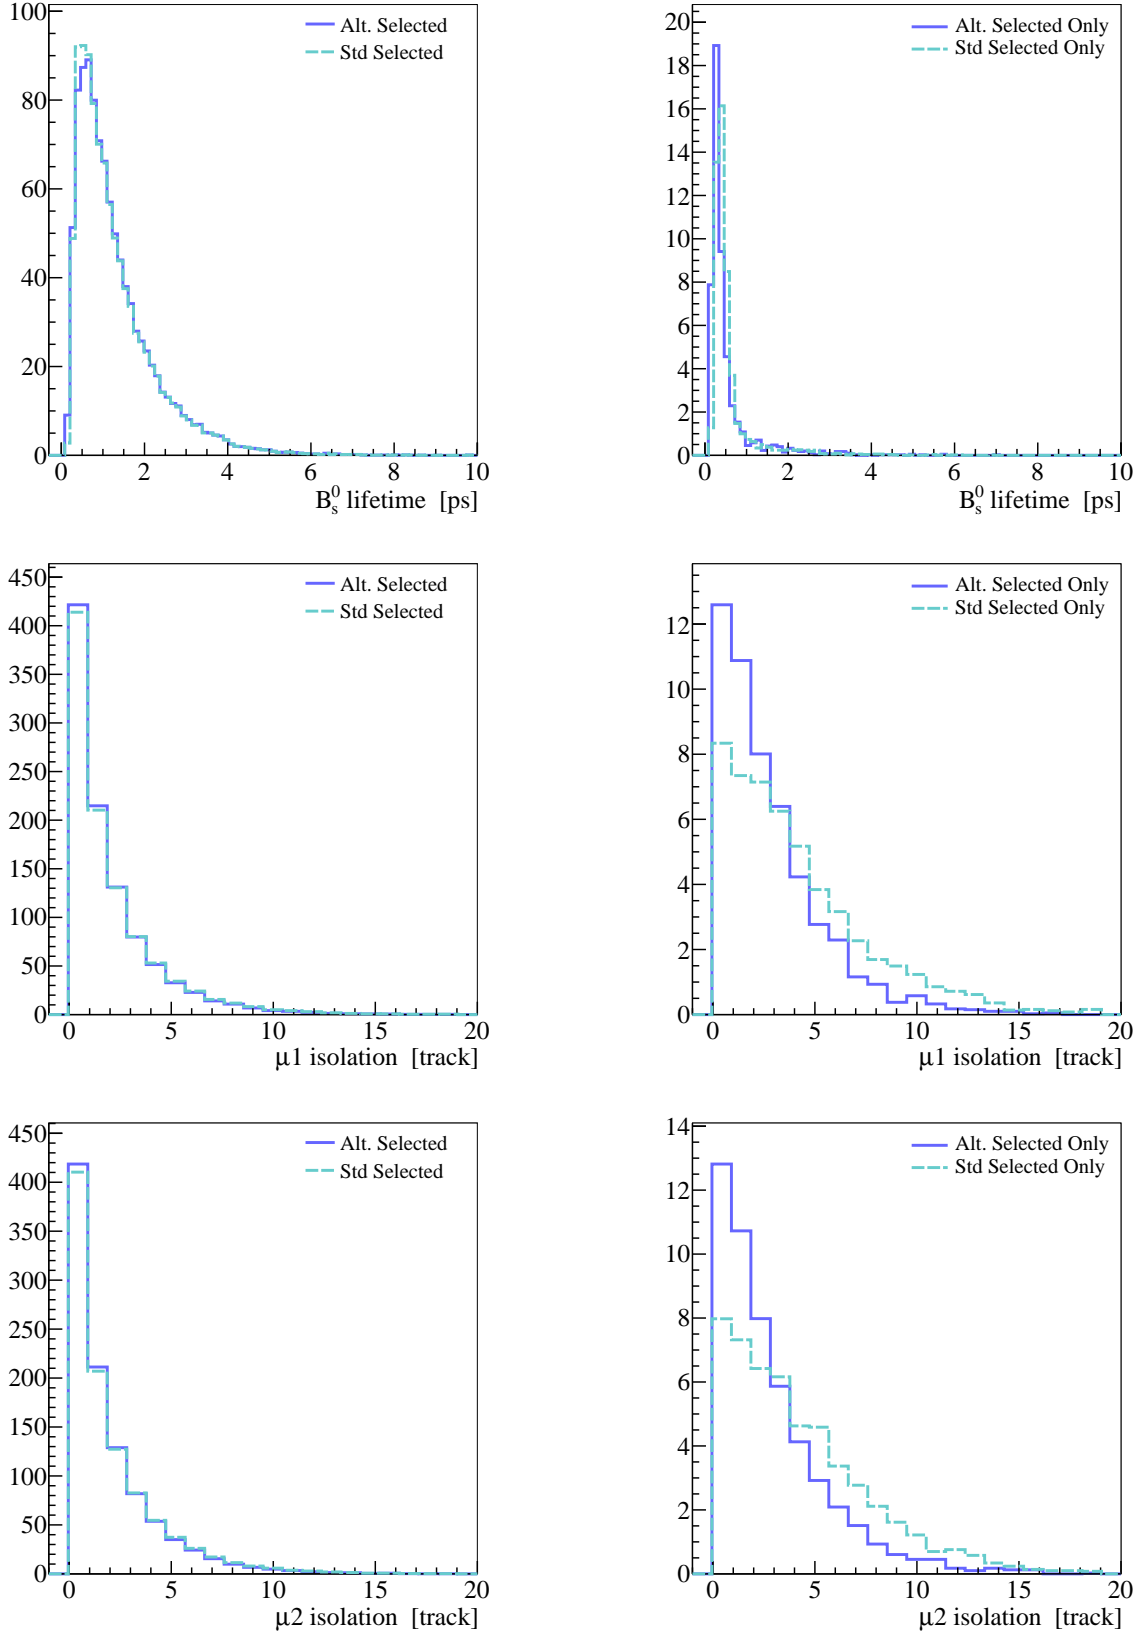 100
80
60
40
20
0
0 2 4 6 8 10
B_s^0 lifetime [ps]
Alt. Selected
Std Selected
20
18
16
14
12
10
8
6
4
2
0
0 2 4 6 8 10
B_s^0 lifetime [ps]
Alt. Selected Only
Std Selected Only
450
400
350
300
250
200
150
100
50
0
0 5 10 15 20
μ1 isolation [track]
Alt. Selected
Std Selected
12
10
8
6
4
2
0
0 5 10 15 20
μ1 isolation [track]
Alt. Selected Only
Std Selected Only
450
400
350
300
250
200
150
100
50
0
0 5 10 15 20
μ2 isolation [track]
Alt. Selected
Std Selected
14
12
10
8
6
4
2
0
0 5 10 15 20
μ2 isolation [track]
Alt. Selected Only
Std Selected Only